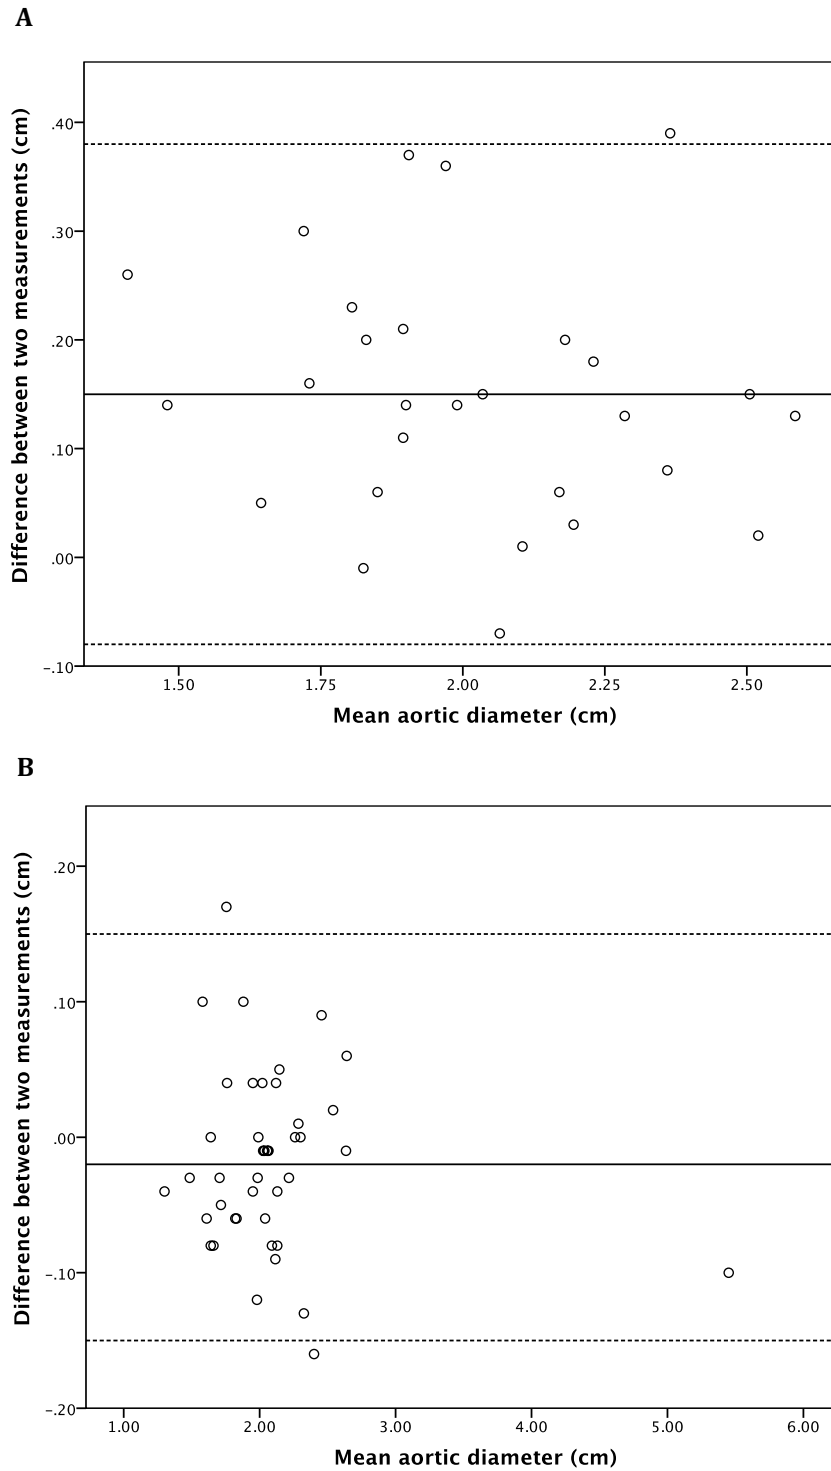 A
Difference between two measurements (cm)
.40
.30
.20
.10
.00
-.10
1.50 1.75 2.00 2.25 2.50
Mean aortic diameter (cm)
B
Difference between two measurements (cm)
.20
.10
.00
-.10
-.20
1.00 2.00 3.00 4.00 5.00 6.00
Mean aortic diameter (cm)